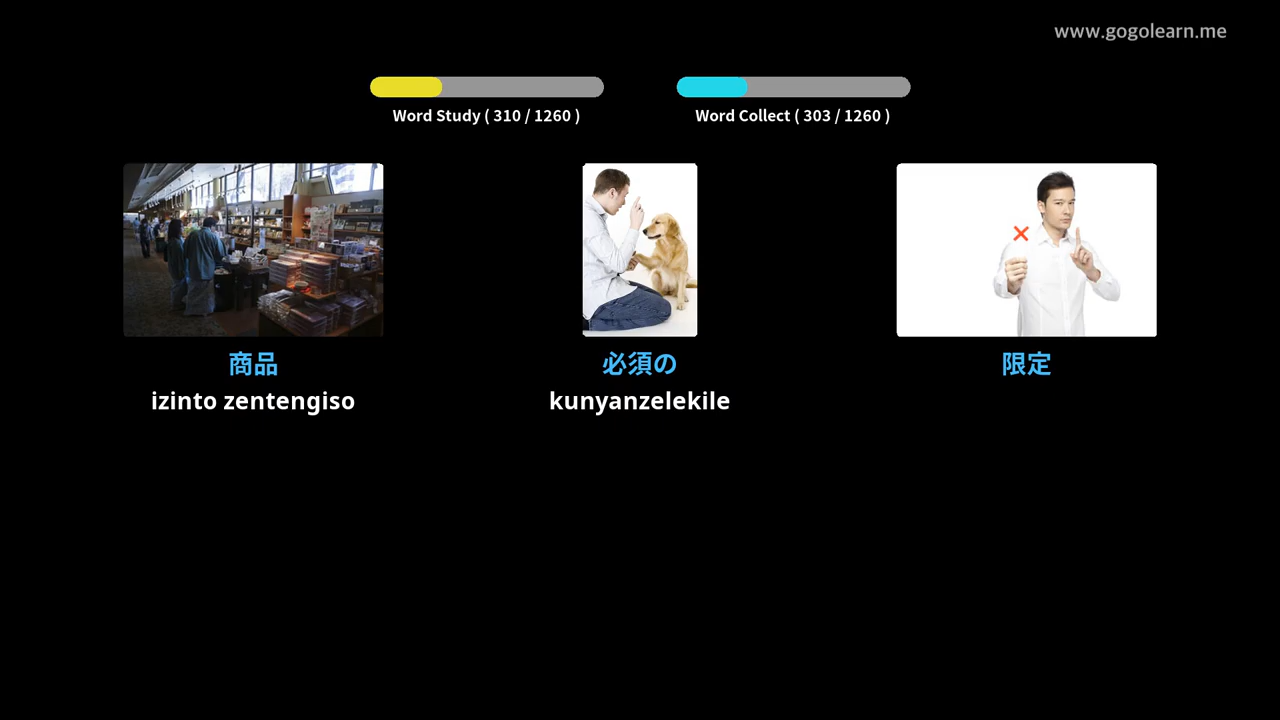 www.gogolearn.me
Word Study ( 310 / 1260 )
Word Collect ( 303 / 1260 )
商品
必須の
限定
izinto zentengiso
kunyanzelekile